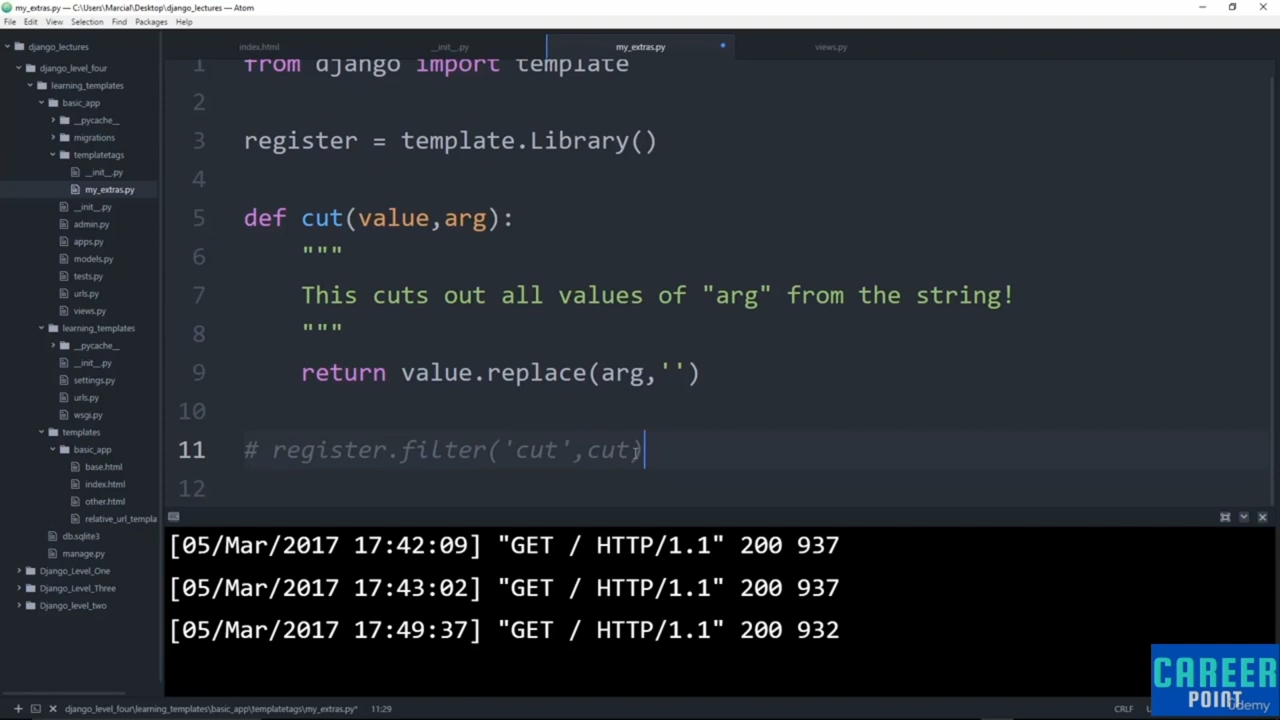 my_extras.py — C:\Users\Marcial\Desktop\django_lectures — Atom
File Edit View Selection Find Packages Help
django_lectures
django_level_four
learning_templates
basic_app
__pycache__
migrations
templatetags
__init__.py
my_extras.py
__init__.py
admin.py
apps.py
models.py
tests.py
urls.py
views.py
learning_templates
__pycache__
__init__.py
settings.py
urls.py
wsgi.py
templates
basic_app
base.html
index.html
other.html
relative_url_templa
db.sqlite3
manage.py
Django_Level_One
Django_Level_Three
Django_level_two
index.html __init__.py my_extras.py views.py
1 from django import template
2
3 register = template.Library()
4
5 def cut(value,arg):
6 """
7 This cuts out all values of "arg" from the string!
8 """
9 return value.replace(arg,'')
10
11 # register.filter('cut',cut)
12
[05/Mar/2017 17:42:09] "GET / HTTP/1.1" 200 937
[05/Mar/2017 17:43:02] "GET / HTTP/1.1" 200 937
[05/Mar/2017 17:49:37] "GET / HTTP/1.1" 200 932
django_level_four\learning_templates\basic_app\templatetags\my_extras.py* 11:29 CRLF
CAREER
POINT
udemy